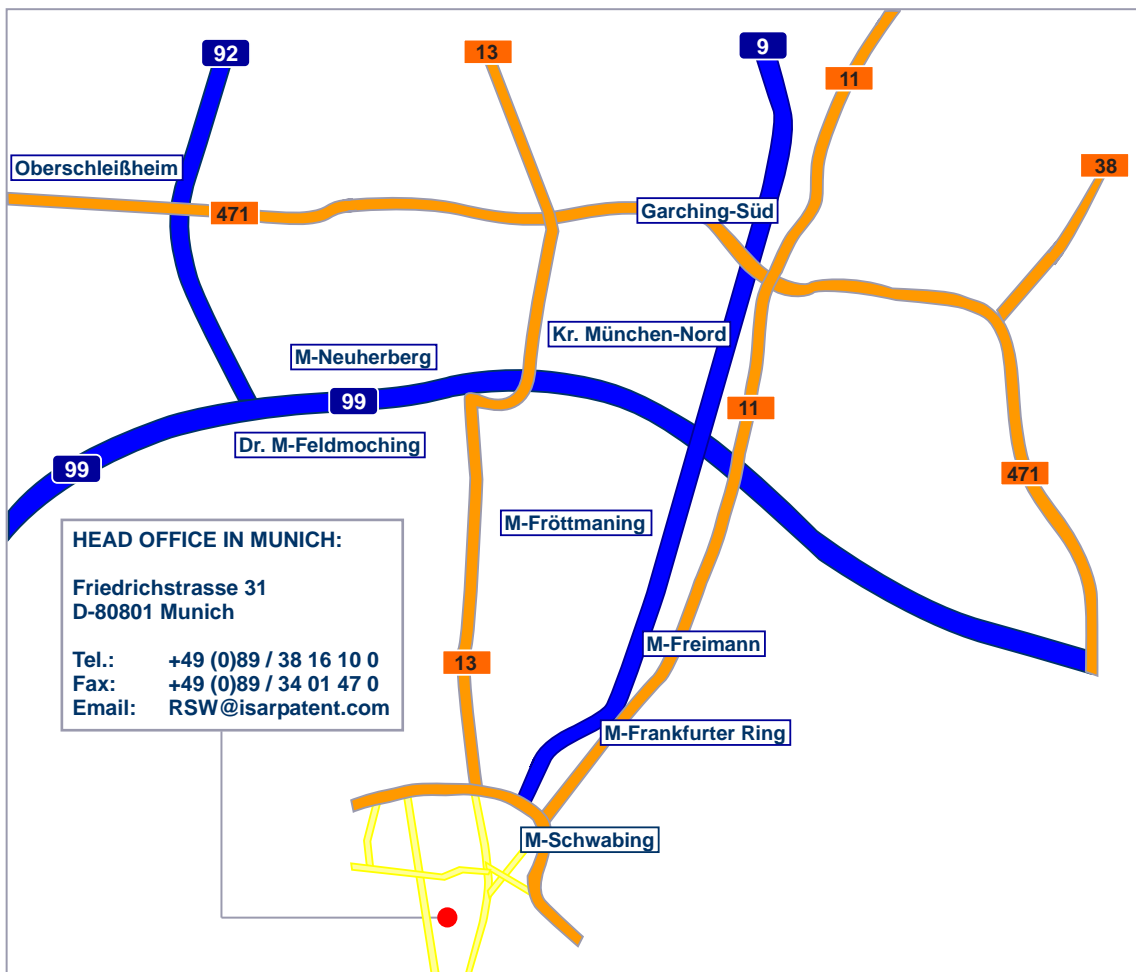 92
13
9
11
Oberschleißheim
38
471
Garching-Süd
Kr. München-Nord
M-Neuherberg
99
11
Dr. M-Feldmoching
99
471
M-Fröttmaning
HEAD OFFICE IN MUNICH:
Friedrichstrasse 31
D-80801 Munich
Tel.: +49 (0)89 / 38 16 10 0
Fax: +49 (0)89 / 34 01 47 0
Email: RSW@isarpatent.com
M-Freimann
13
M-Frankfurter Ring
M-Schwabing